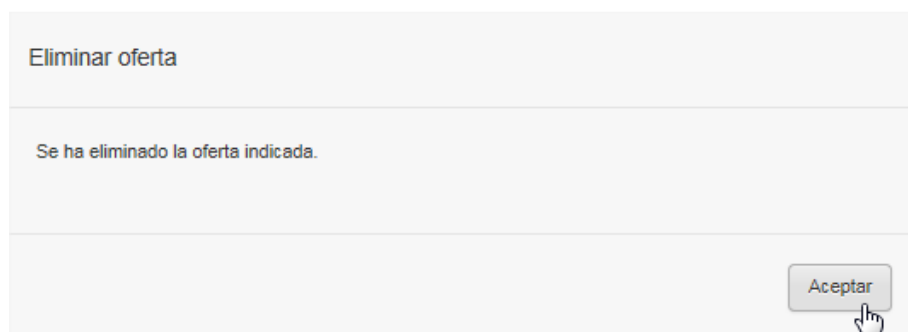 Eliminar oferta
Se ha eliminado la oferta indicada.
Aceptar